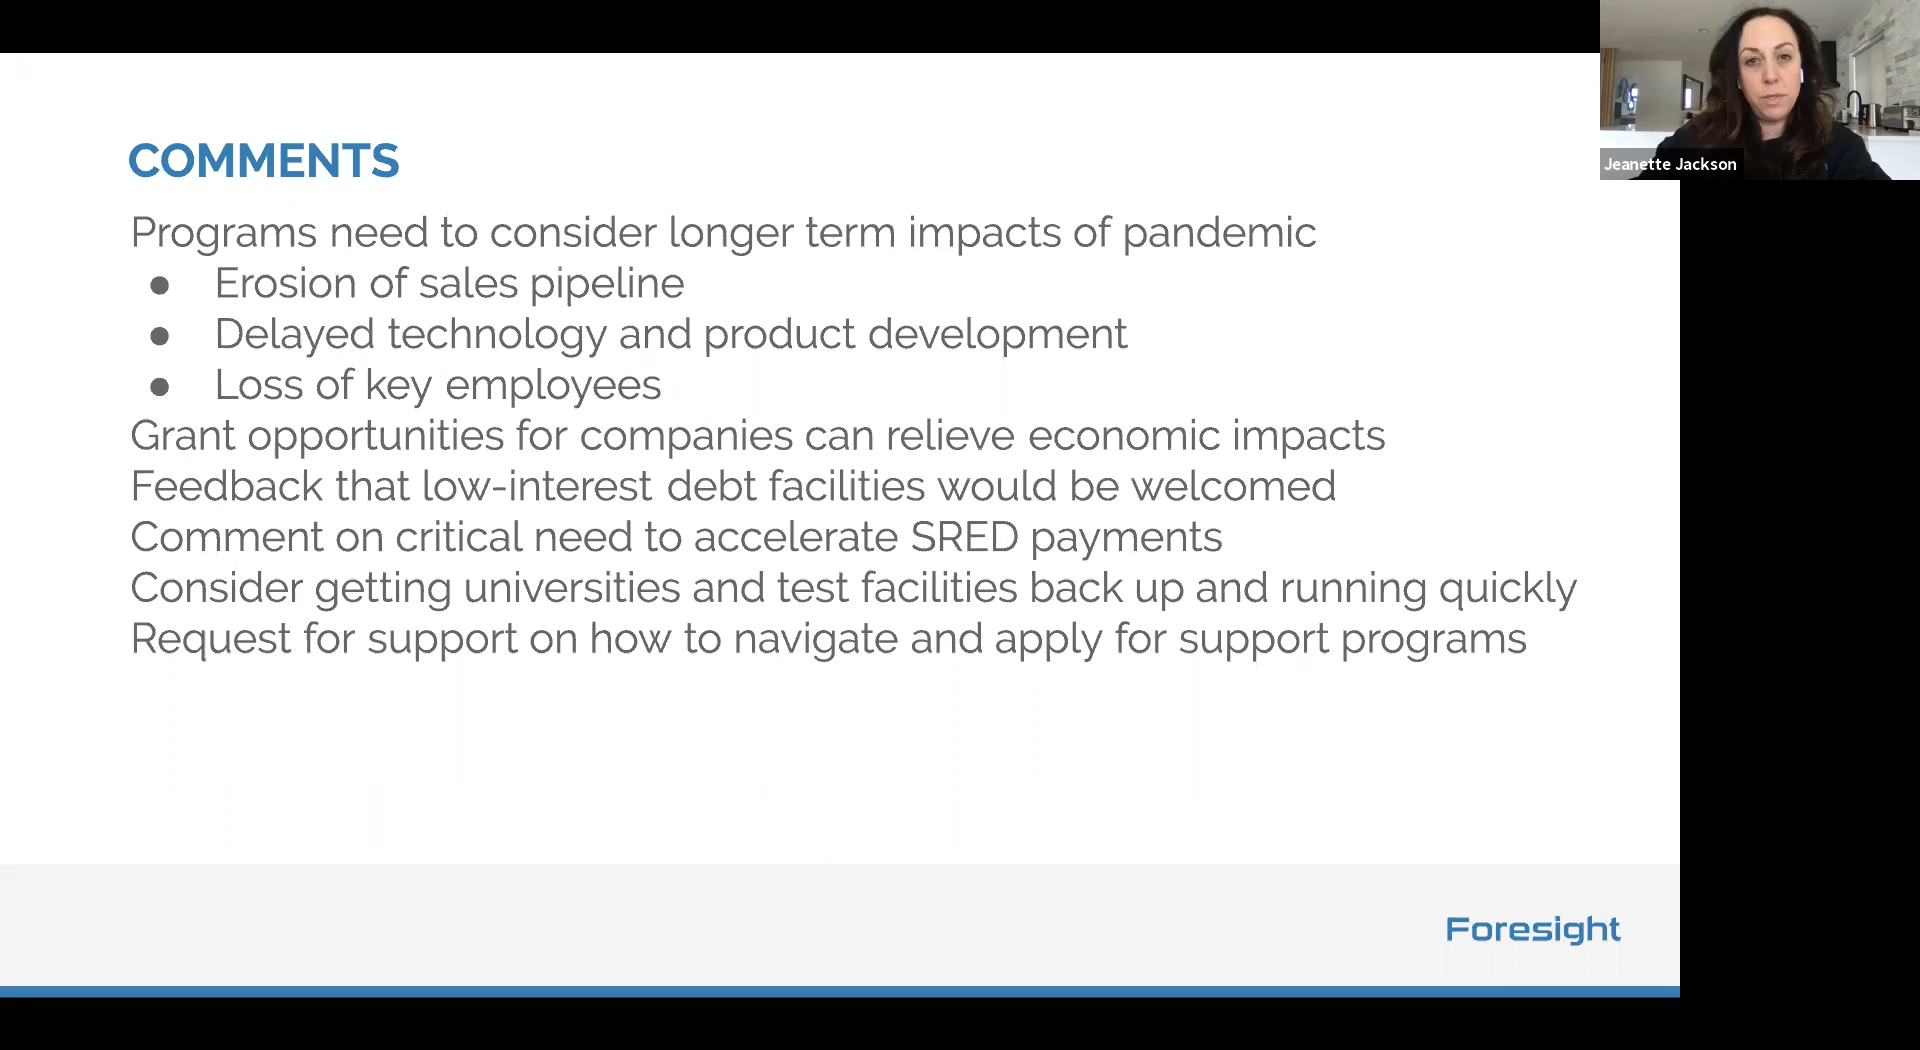 COMMENTS
Programs need to consider longer term impacts of pandemic
● Erosion of sales pipeline
● Delayed technology and product development
● Loss of key employees
Grant opportunities for companies can relieve economic impacts
Feedback that low-interest debt facilities would be welcomed
Comment on critical need to accelerate SRED payments
Consider getting universities and test facilities back up and running quickly
Request for support on how to navigate and apply for support programs
Foresight
Jeanette Jackson